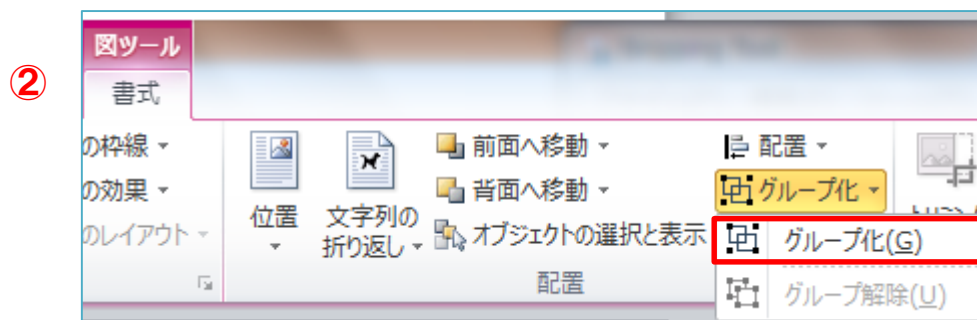 図ツール
②
書式
の枠線
前面へ移動
配置
の効果
背面へ移動
グループ化
位置
文字列の
折り返し
のレイアウト
オブジェクトの選択と表示
グループ化(G)
配置
グループ解除(U)